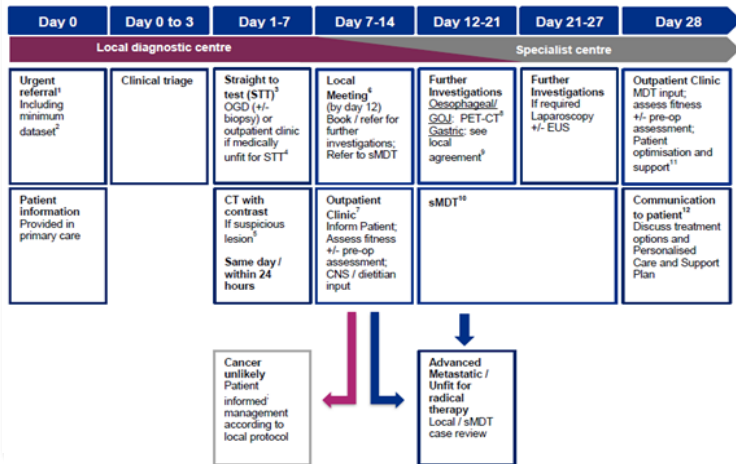 Day 0
Day 0 to 3
Day 1-7
Day 7-14
Day 12-21
Day 21-27
Day 28
Local diagnostic centre
Specialist centre
Urgent
referral¹
Including
minimum
dataset²
Clinical triage
Straight to
test (STT)³
OGD (+/-
biopsy) or
outpatient clinic
if medically
unfit for STT⁴
Local
Meeting⁶
(by day 12)
Book / refer for
further
investigations;
Refer to sMDT
Further
Investigations
Oesophageal/
GOJ: PET-CT⁸
Gastric: see
local
agreement⁹
Further
Investigations
If required
Laparoscopy
+/- EUS
Outpatient Clinic
MDT input;
assess fitness
+/- pre-op
assessment;
Patient
optimisation and
support¹¹
Patient
information
Provided in
primary care
CT with
contrast
If suspicious
lesion⁵
Same day /
within 24
hours
Outpatient
Clinic⁷
Inform Patient;
Assess fitness
+/- pre-op
assessment;
CNS / dietitian
input
sMDT¹⁰
Communication
to patient¹²
Discuss treatment
options and
Personalised
Care and Support
Plan
Cancer
unlikely
Patient
informed;
management
according to
local protocol
Advanced
Metastatic /
Unfit for
radical
therapy
Local / sMDT
case review